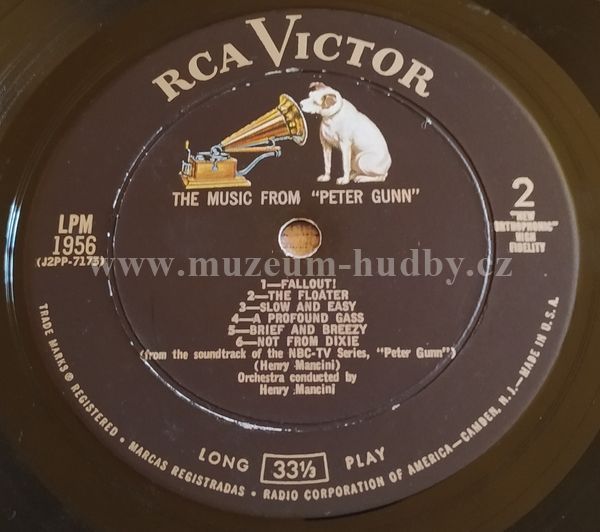 RCA VICTOR
THE MUSIC FROM "PETER GUNN"
LPM
1956
(J2PP-7173)
2
"NEW
ORTHOPHONIC"
HIGH
FIDELITY
www.muzeum-hudby.cz
1—FALLOUT!
2—THE FLOATER
3—SLOW AND EASY
4—A PROFOUND GASS
5—BRIEF AND BREEZY
6—NOT FROM DIXIE
(from the soundtrack of the NBC-TV Series, "Peter Gunn")
(Henry Mancini)
Orchestra conducted by
Henry Mancini
LONG 33⅓ PLAY
TRADE MARKS ® REGISTERED • MARCAS REGISTRADAS • RADIO CORPORATION OF AMERICA—CAMDEN, N.J.—MADE IN U.S.A.